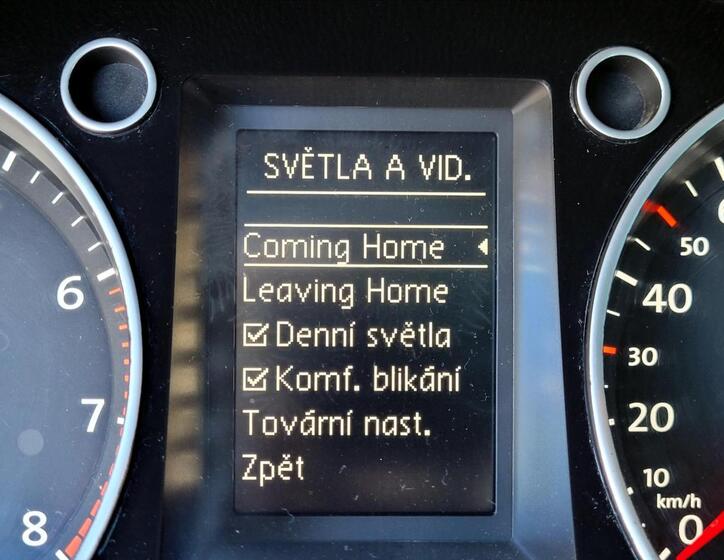 SVĚTLA A VID.
Coming Home
Leaving Home
Denní světla
Komf. blikání
Tovární nast.
Zpět
6
7
8
50
40
30
20
10
km/h
0